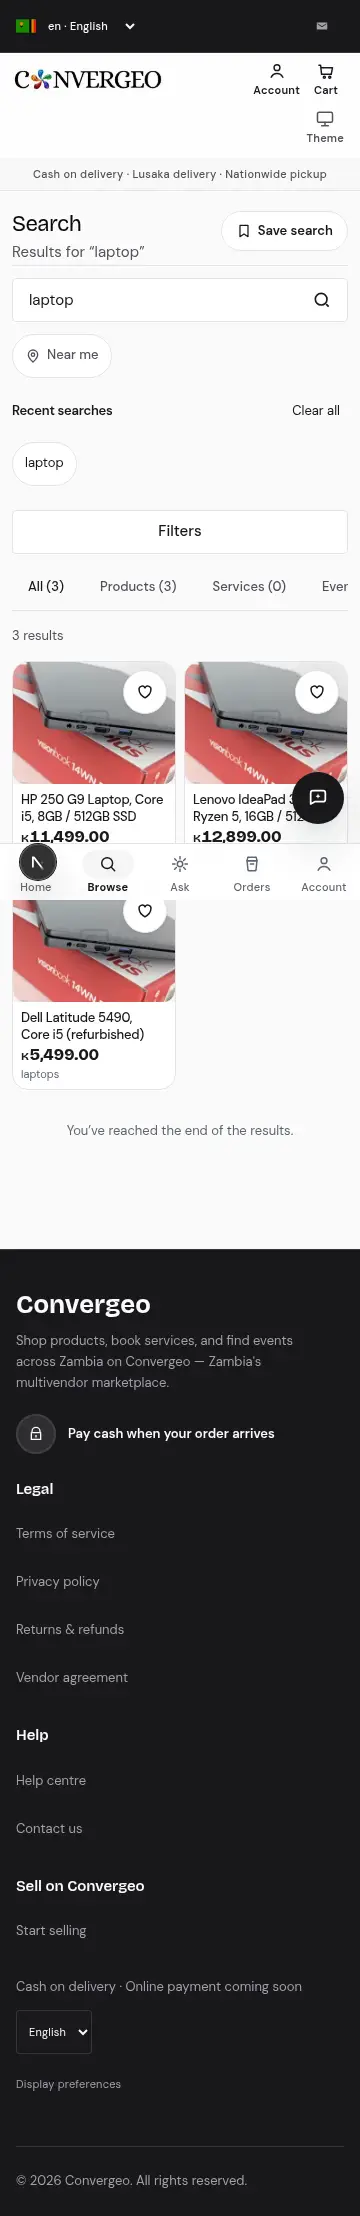 en · English
CONVERGEO
Account
Cart
Theme
Cash on delivery · Lusaka delivery · Nationwide pickup
Search
Results for “laptop”
Save search
laptop
Near me
Recent searches
Clear all
laptop
Filters
All (3)
Products (3)
Services (0)
Even
3 results
HP 250 G9 Laptop, Core
i5, 8GB / 512GB SSD
K11,499.00
Lenovo IdeaPad
Ryzen 5, 16GB / 512
K12,899.00
Home
Browse
Ask
Orders
Account
Dell Latitude 5490,
Core i5 (refurbished)
K5,499.00
laptops
You’ve reached the end of the results.
Convergeo
Shop products, book services, and find events
across Zambia on Convergeo — Zambia’s
multivendor marketplace.
Pay cash when your order arrives
Legal
Terms of service
Privacy policy
Returns & refunds
Vendor agreement
Help
Help centre
Contact us
Sell on Convergeo
Start selling
Cash on delivery · Online payment coming soon
English
Display preferences
© 2026 Convergeo. All rights reserved.